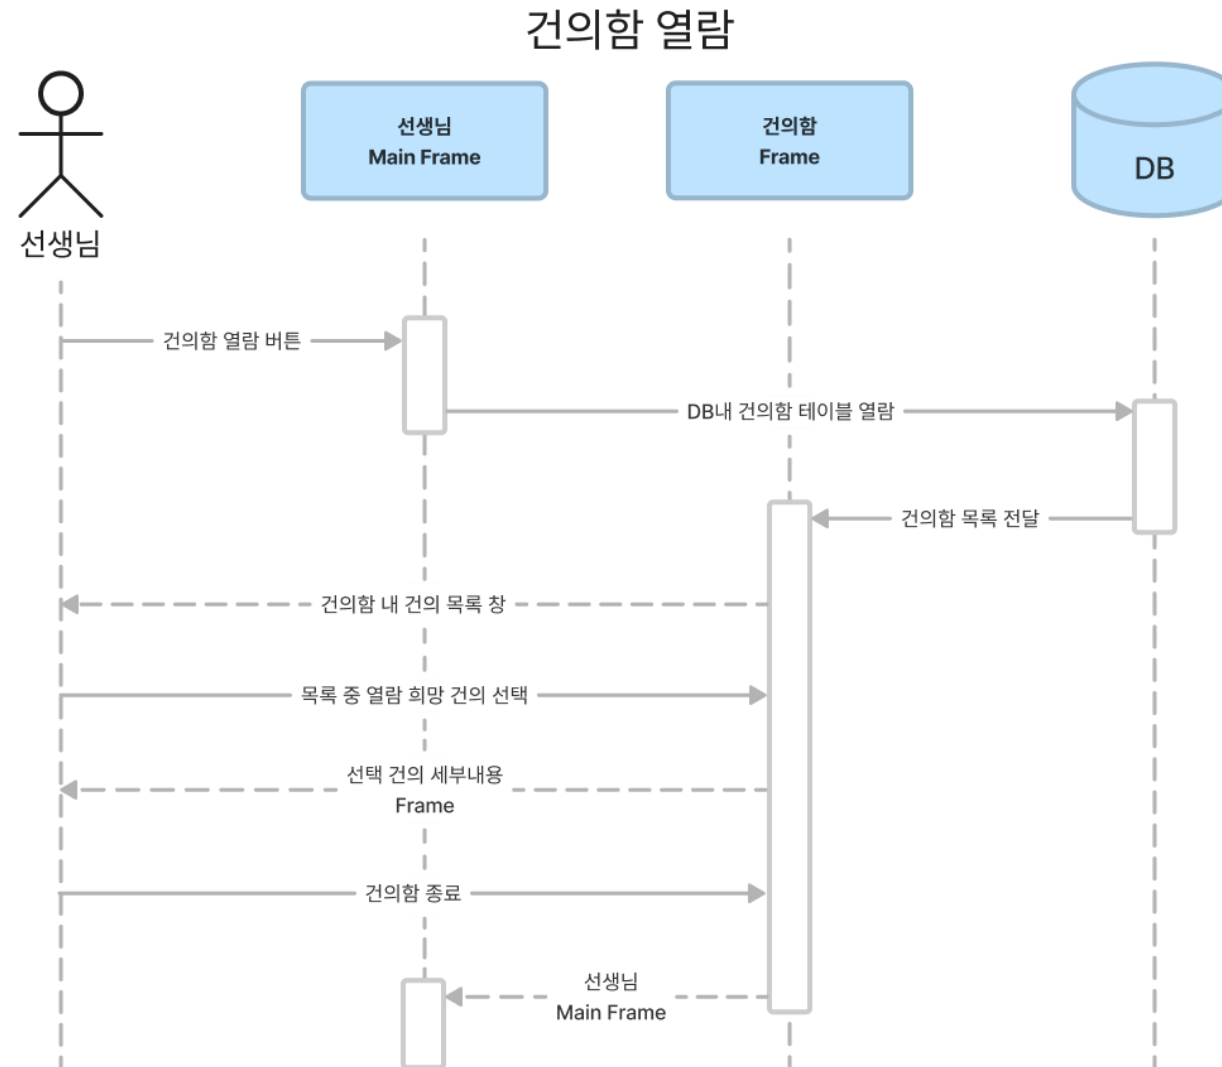 건의함 열람
선생님
Main Frame
건의함
Frame
DB
선생님
건의함 열람 버튼
DB내 건의함 테이블 열람
건의함 목록 전달
건의함 내 건의 목록 창
목록 중 열람 희망 건의 선택
선택 건의 세부내용
Frame
건의함 종료
선생님
Main Frame